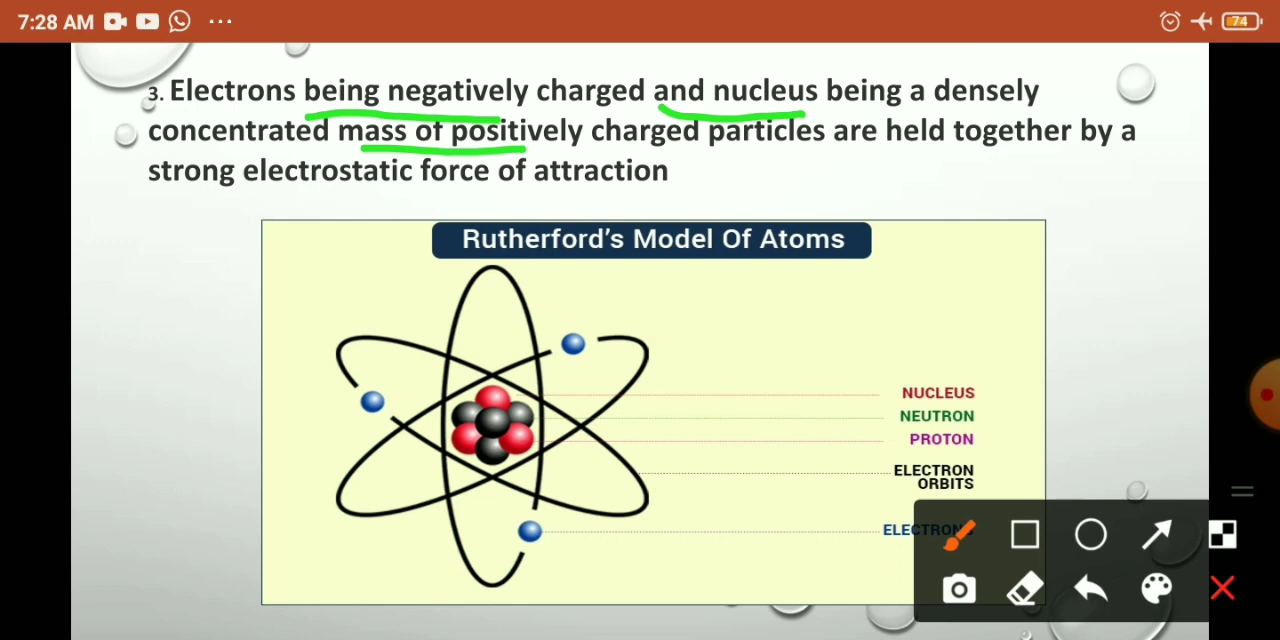 7:28 AM
74
3. Electrons being negatively charged and nucleus being a densely
concentrated mass of positively charged particles are held together by a
strong electrostatic force of attraction
Rutherford's Model Of Atoms
NUCLEUS
NEUTRON
PROTON
ELECTRON
ORBITS
ELECTRONS